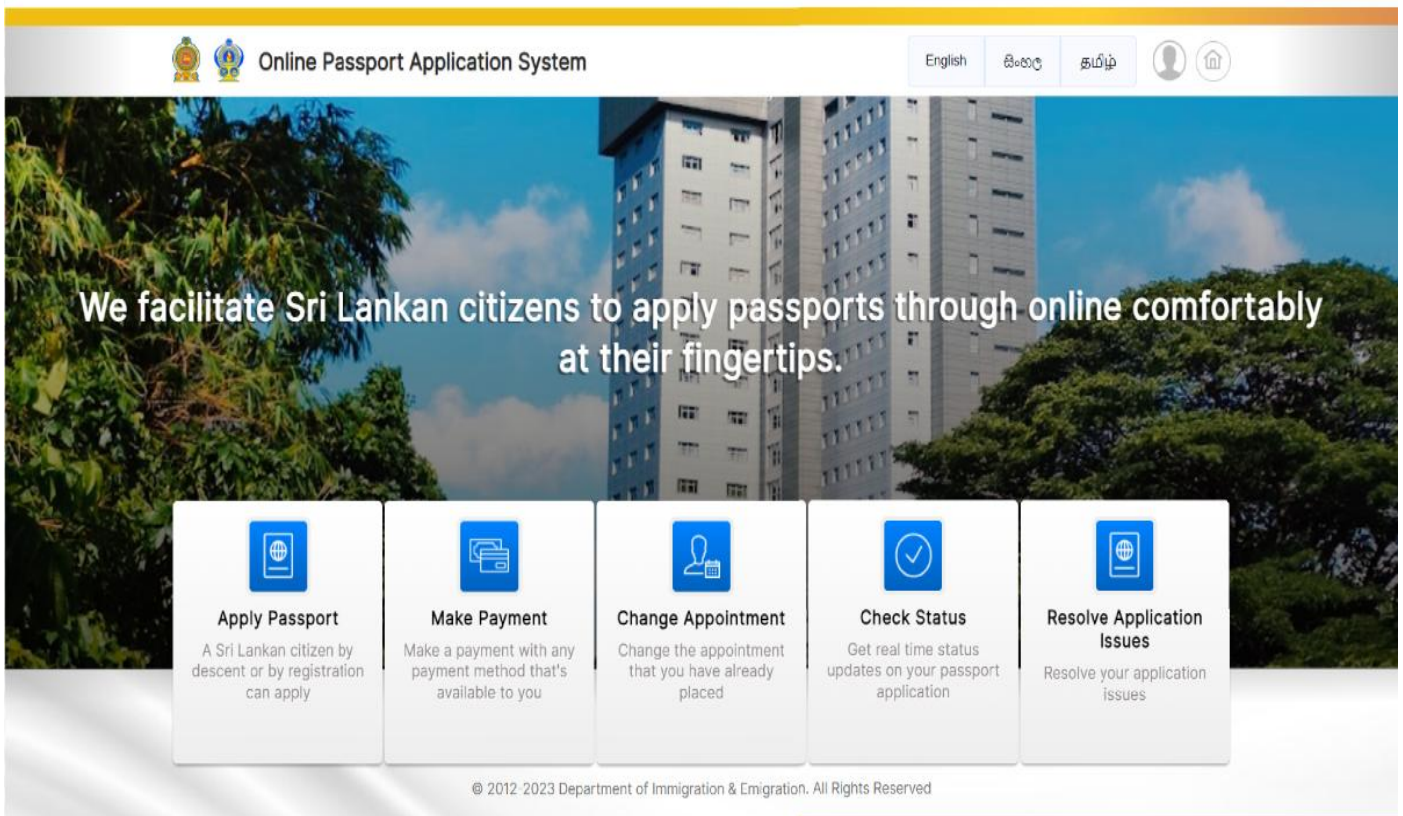 Online Passport Application System
English
සිංහල
தமிழ்
We facilitate Sri Lankan citizens to apply passports through online comfortably
at their fingertips.
Apply Passport
A Sri Lankan citizen by
descent or by registration
can apply
Make Payment
Make a payment with any
payment method that's
available to you
Change Appointment
Change the appointment
that you have already
placed
Check Status
Get real time status
updates on your passport
application
Resolve Application
Issues
Resolve your application
issues
© 2012-2023 Department of Immigration & Emigration. All Rights Reserved